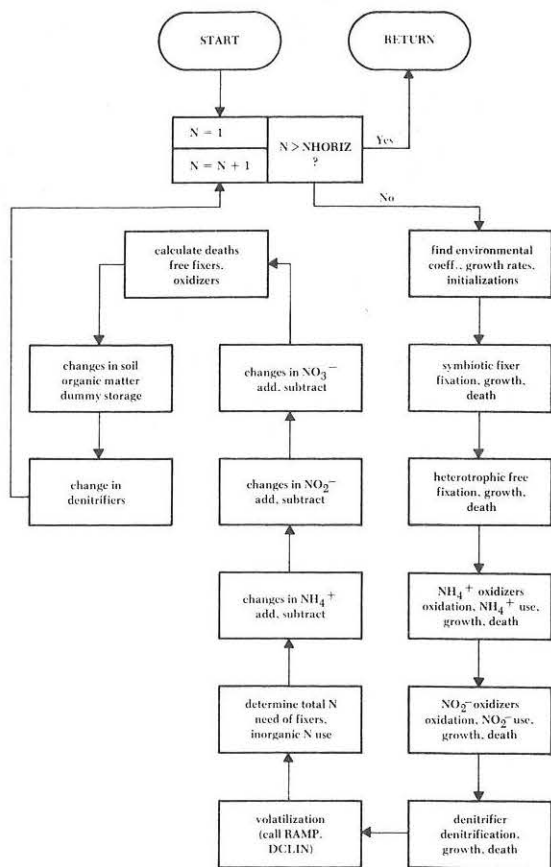 START
RETURN
N = 1
N = N + 1
N > NHORIZ
?
Yes
No
find environmental
coeff., growth rates,
initializations
symbiotic fixer
fixation, growth,
death
heterotrophic free
fixation, growth,
death
NH₄⁺ oxidizers
oxidation, NH₄⁺ use,
growth, death
NO₂⁻ oxidizers
oxidation, NO₂⁻ use,
growth, death
denitrifier
denitrification,
growth, death
volatilization
(call RAMP,
DCLIN)
determine total N
need of fixers,
inorganic N use
changes in NH₄⁺
add, subtract
changes in NO₂⁻
add, subtract
changes in NO₃⁻
add, subtract
calculate deaths
free fixers,
oxidizers
changes in soil
organic matter
dummy storage
change in
denitrifiers